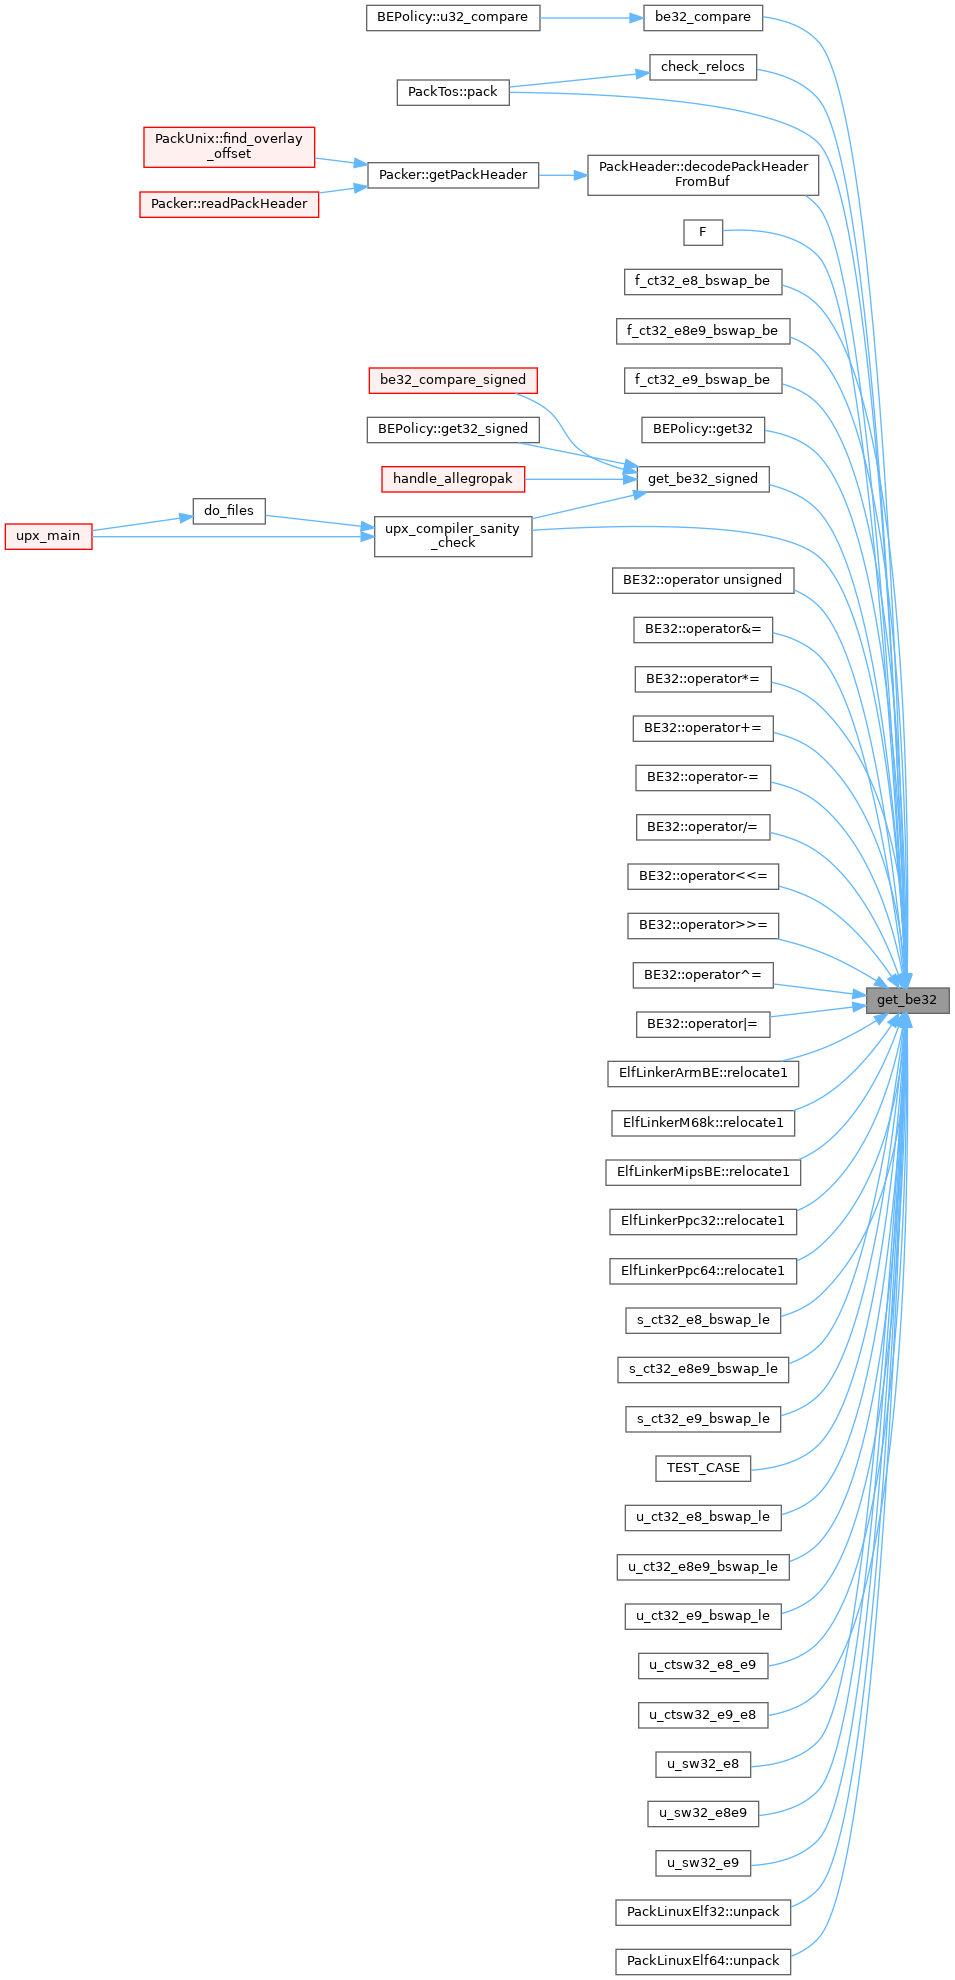 BEPolicy::u32_compare
be32_compare
check_relocs
PackTos::pack
PackUnix::find_overlay
_offset
Packer::getPackHeader
PackHeader::decodePackHeader
FromBuf
Packer::readPackHeader
F
f_ct32_e8_bswap_be
f_ct32_e8e9_bswap_be
be32_compare_signed
f_ct32_e9_bswap_be
BEPolicy::get32_signed
BEPolicy::get32
handle_allegropak
get_be32_signed
do_files
upx_main
upx_compiler_sanity
_check
BE32::operator unsigned
BE32::operator&=
BE32::operator*=
BE32::operator+=
BE32::operator-=
BE32::operator/=
BE32::operator<<=
BE32::operator>>=
BE32::operator^=
get_be32
BE32::operator|=
ElfLinkerArmBE::relocate1
ElfLinkerM68k::relocate1
ElfLinkerMipsBE::relocate1
ElfLinkerPpc32::relocate1
ElfLinkerPpc64::relocate1
s_ct32_e8_bswap_le
s_ct32_e8e9_bswap_le
s_ct32_e9_bswap_le
TEST_CASE
u_ct32_e8_bswap_le
u_ct32_e8e9_bswap_le
u_ct32_e9_bswap_le
u_ctsw32_e8_e9
u_ctsw32_e9_e8
u_sw32_e8
u_sw32_e8e9
u_sw32_e9
PackLinuxElf32::unpack
PackLinuxElf64::unpack